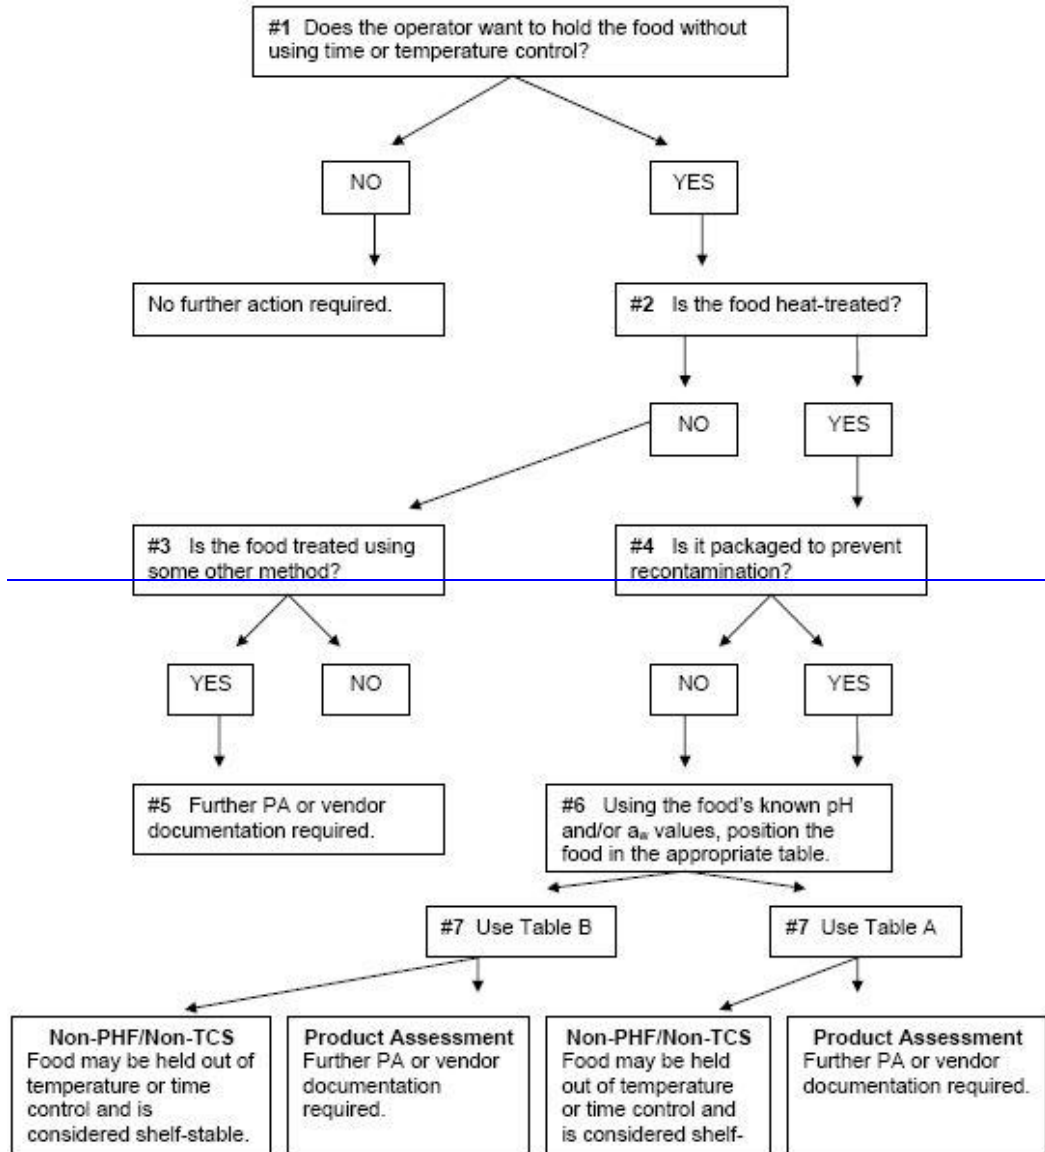 #1 Does the operator want to hold the food without
using time or temperature control?
NO
YES
No further action required.
#2 Is the food heat-treated?
NO
YES
#3 Is the food treated using
some other method?
#4 Is it packaged to prevent
recontamination?
YES
NO
NO
YES
#5 Further PA or vendor
documentation required.
#6 Using the food's known pH
and/or aw values, position the
food in the appropriate table.
#7 Use Table B
#7 Use Table A
Non-PHF/Non-TCS
Food may be held out of
temperature or time
control and is
considered shelf-stable.
Product Assessment
Further PA or vendor
documentation
required.
Non-PHF/Non-TCS
Food may be held
out of temperature
or time control and
is considered shelf-
Product Assessment
Further PA or vendor
documentation required.